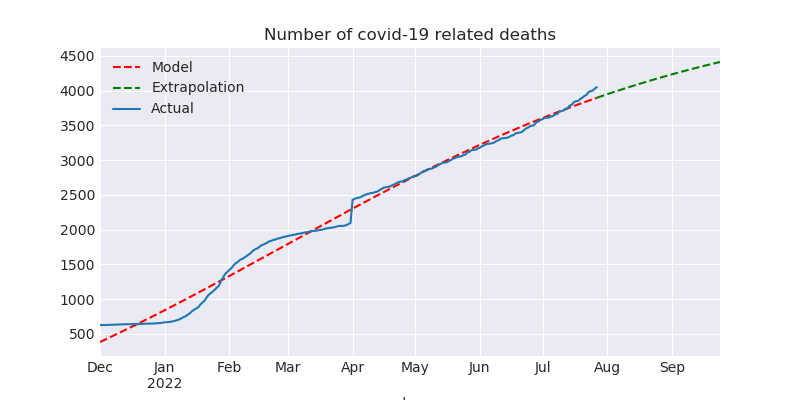 Number of covid-19 related deaths
4500
4000
3500
3000
2500
2000
1500
1000
500
Model
Extrapolation
Actual
Dec Jan Feb Mar Apr May Jun Jul Aug Sep
2022